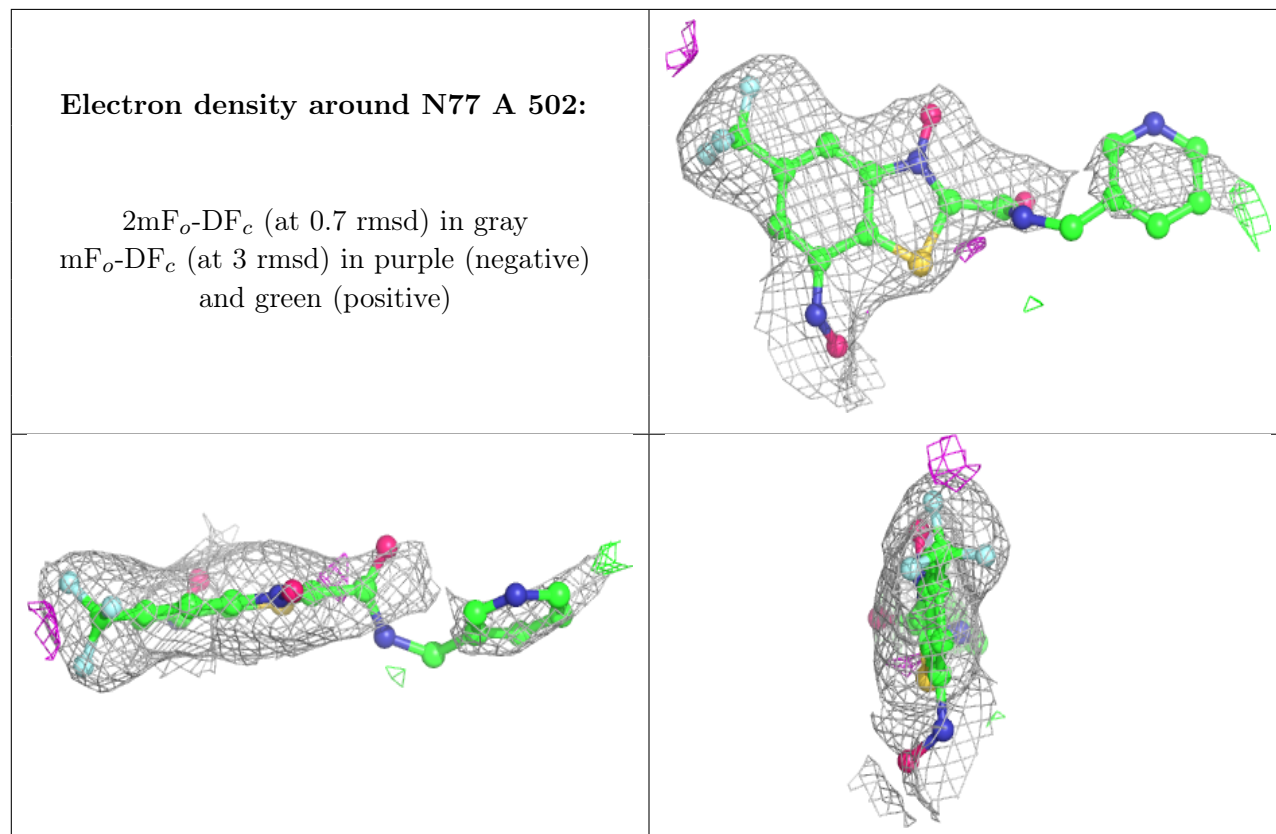 Electron density around N77 A 502:
2mFo-DFc (at 0.7 rmsd) in gray
mFo-DFc (at 3 rmsd) in purple (negative)
and green (positive)